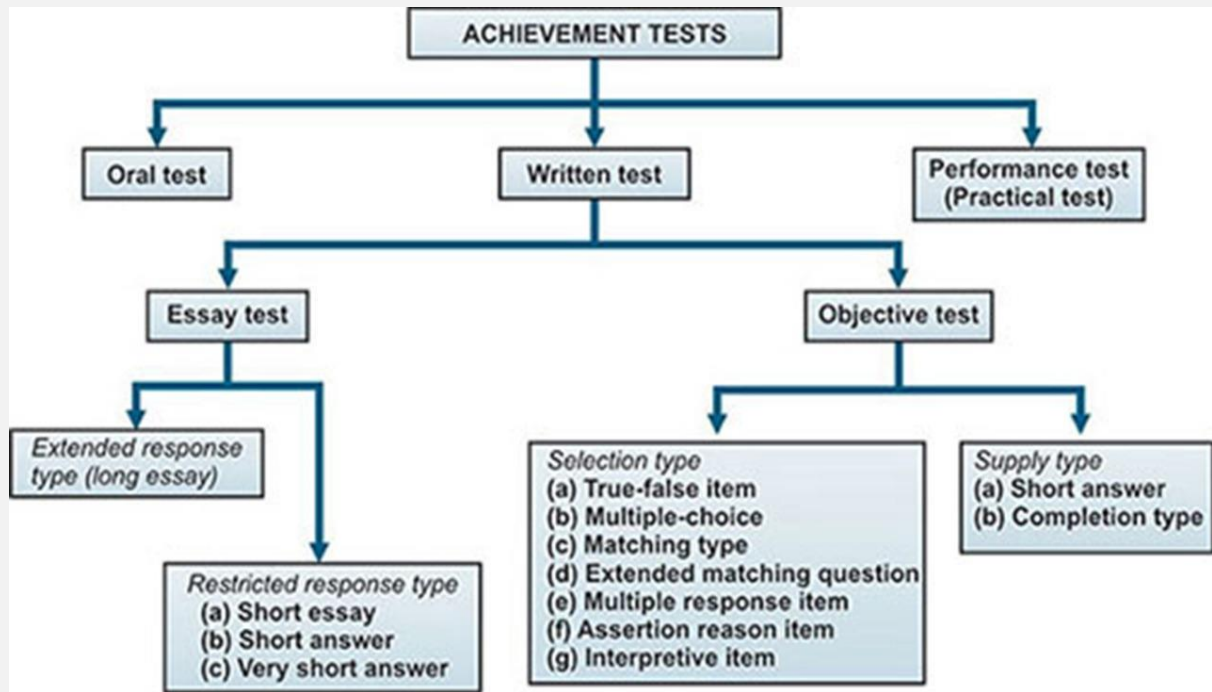 ACHIEVEMENT TESTS
Oral test
Written test
Performance test
(Practical test)
Essay test
Objective test
Extended response
type (long essay)
Restricted response type
(a) Short essay
(b) Short answer
(c) Very short answer
Selection type
(a) True-false item
(b) Multiple-choice
(c) Matching type
(d) Extended matching question
(e) Multiple response item
(f) Assertion reason item
(g) Interpretive item
Supply type
(a) Short answer
(b) Completion type